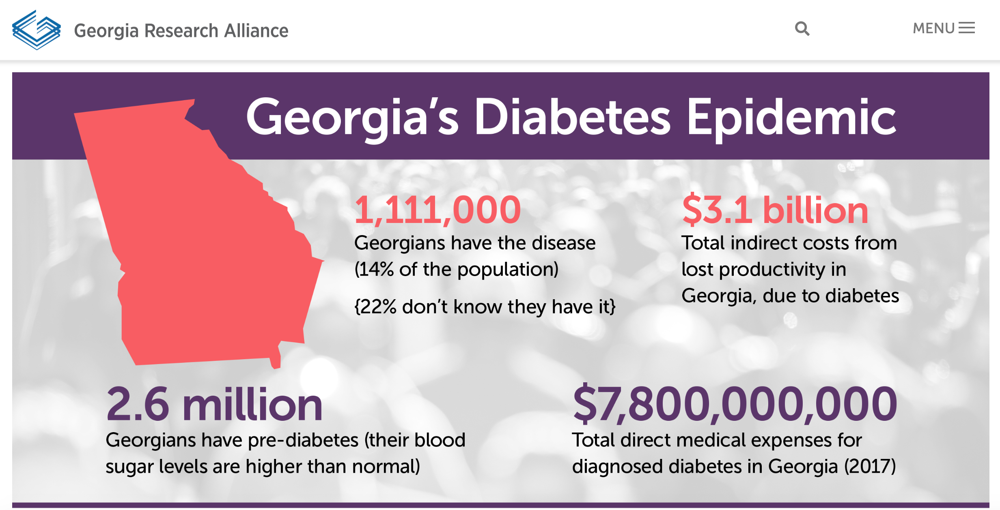 Georgia Research Alliance
MENU
Georgia’s Diabetes Epidemic
1,111,000
Georgians have the disease
(14% of the population)
{22% don’t know they have it}
$3.1 billion
Total indirect costs from
lost productivity in
Georgia, due to diabetes
2.6 million
Georgians have pre-diabetes (their blood
sugar levels are higher than normal)
$7,800,000,000
Total direct medical expenses for
diagnosed diabetes in Georgia (2017)